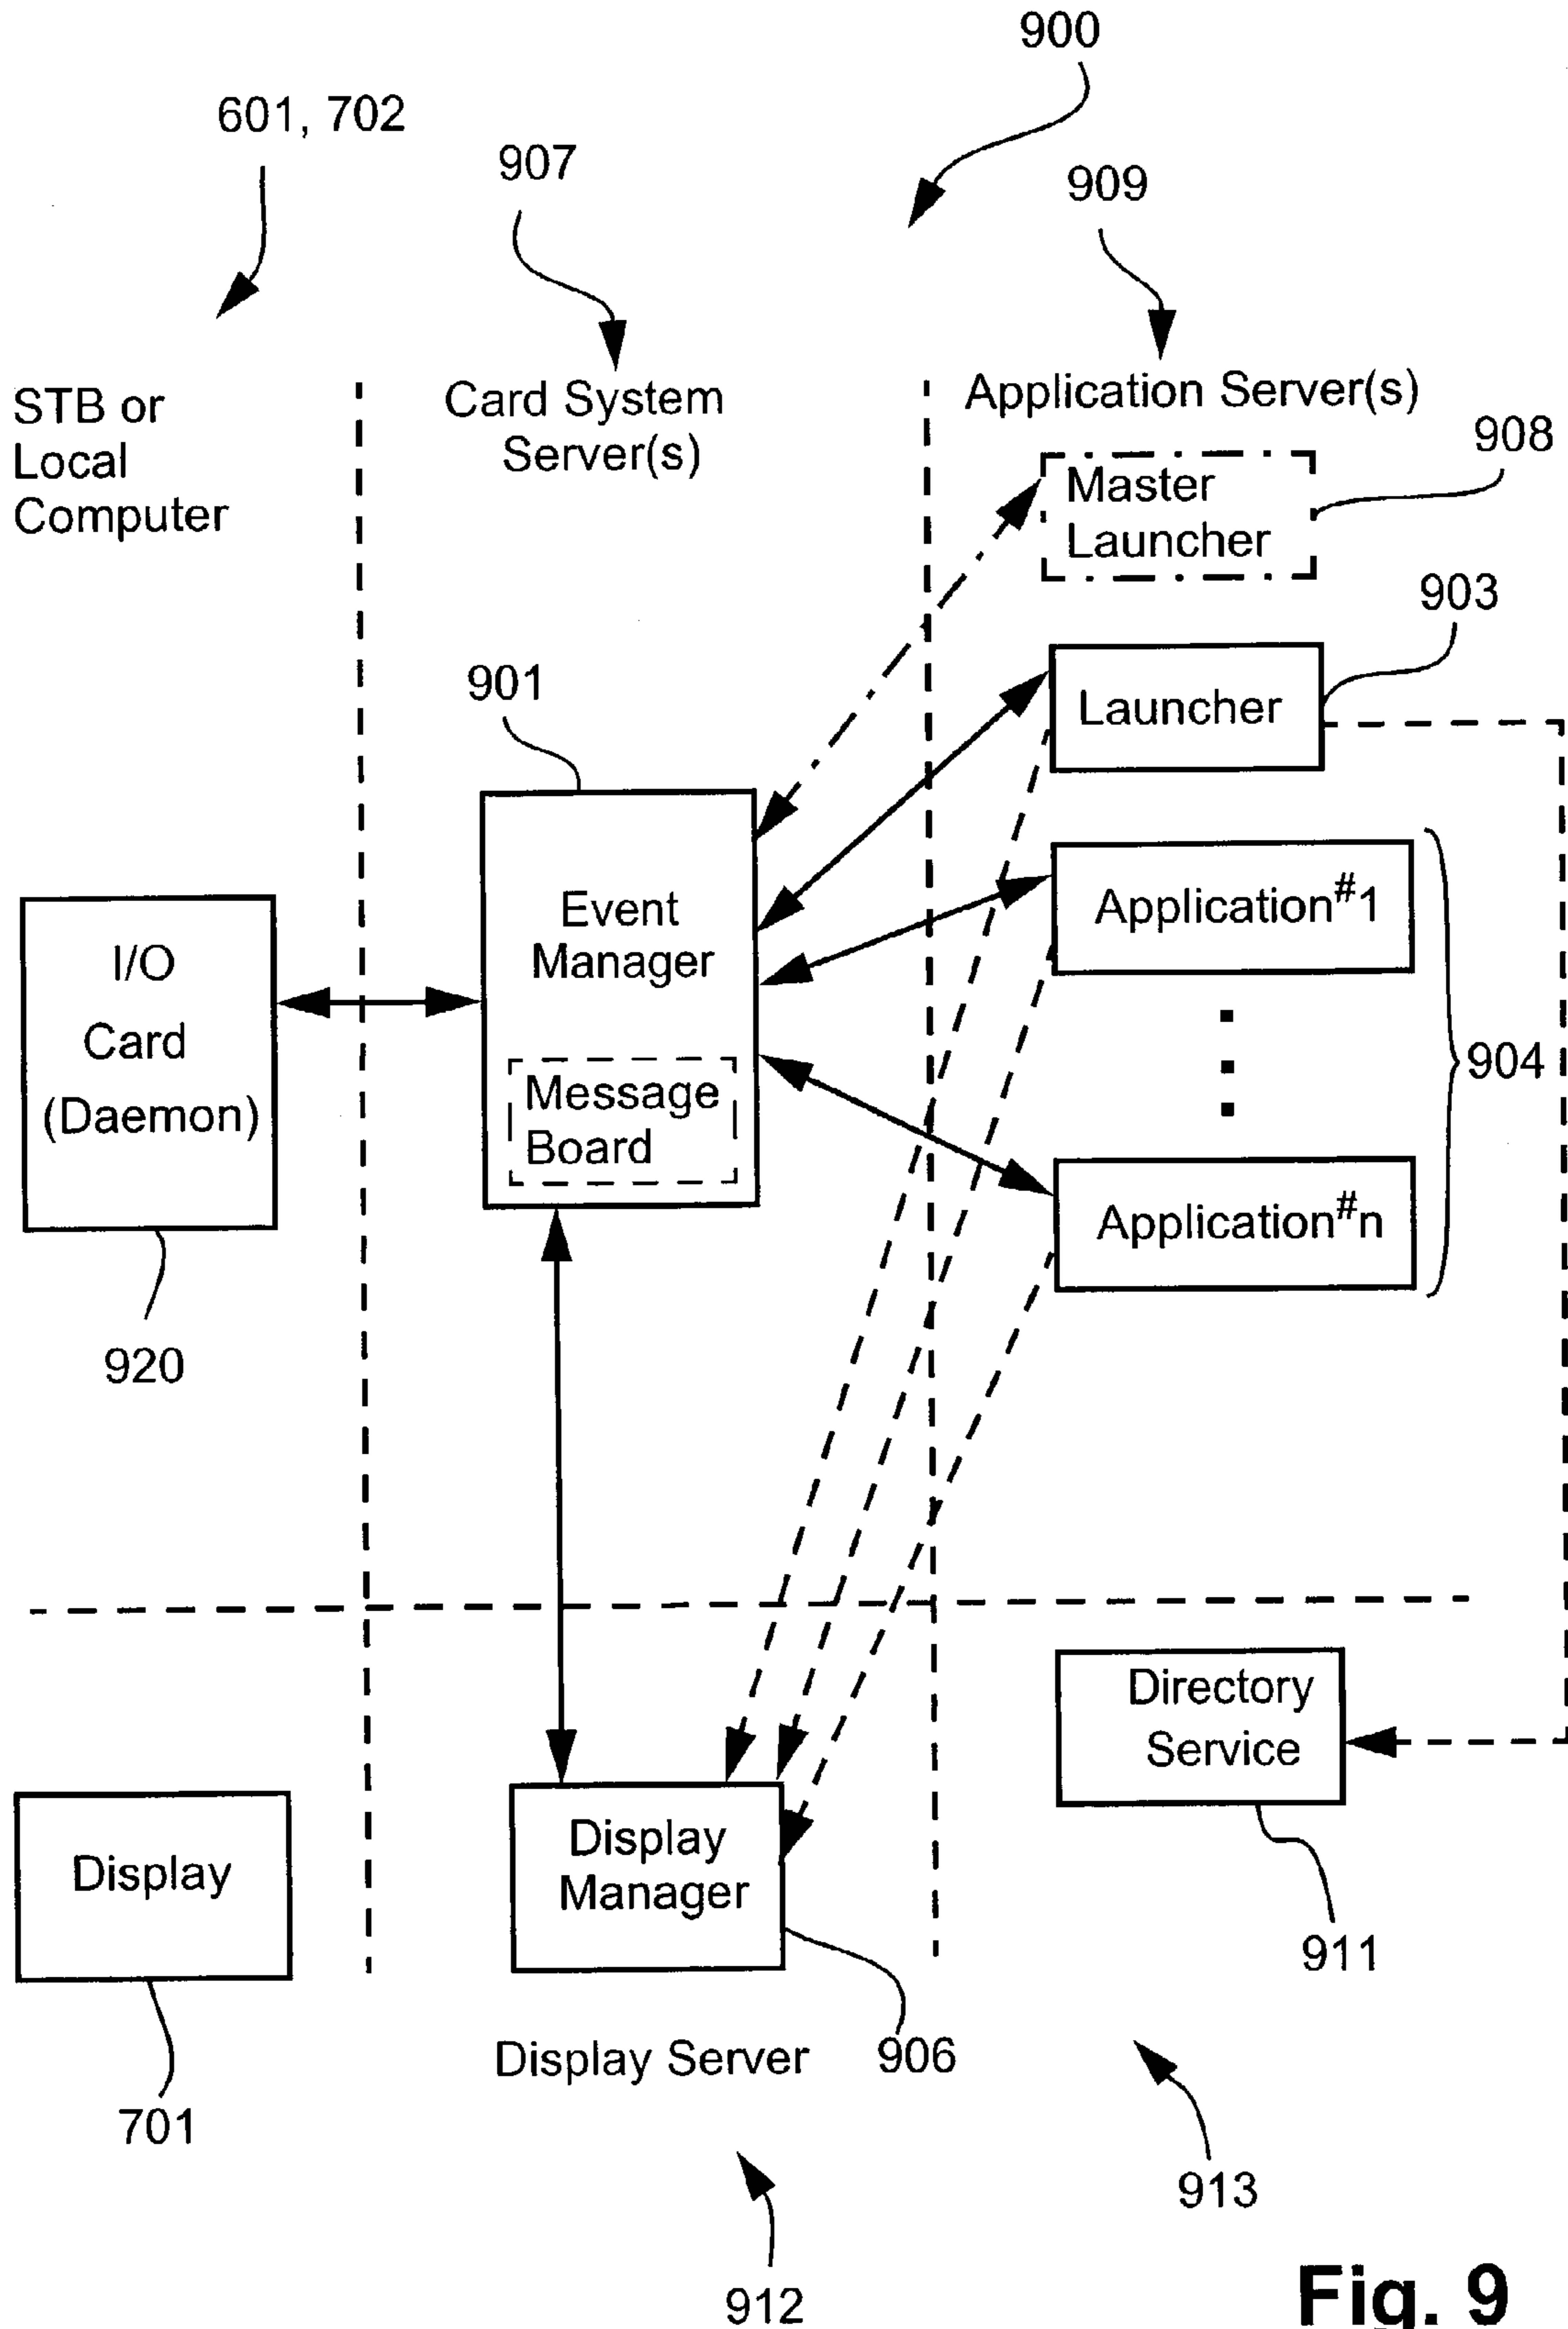 900
601, 702
907
909
STB or
Local
Computer
Card System
Server(s)
Application Server(s)
908
Master
Launcher
903
901
Launcher
Event
Manager
Application#1
I/O
Card
(Daemon)
904
Message
Board
Application#n
920
Directory
Service
Display
Manager
Display
911
Display Server
906
701
913
912
Fig. 9